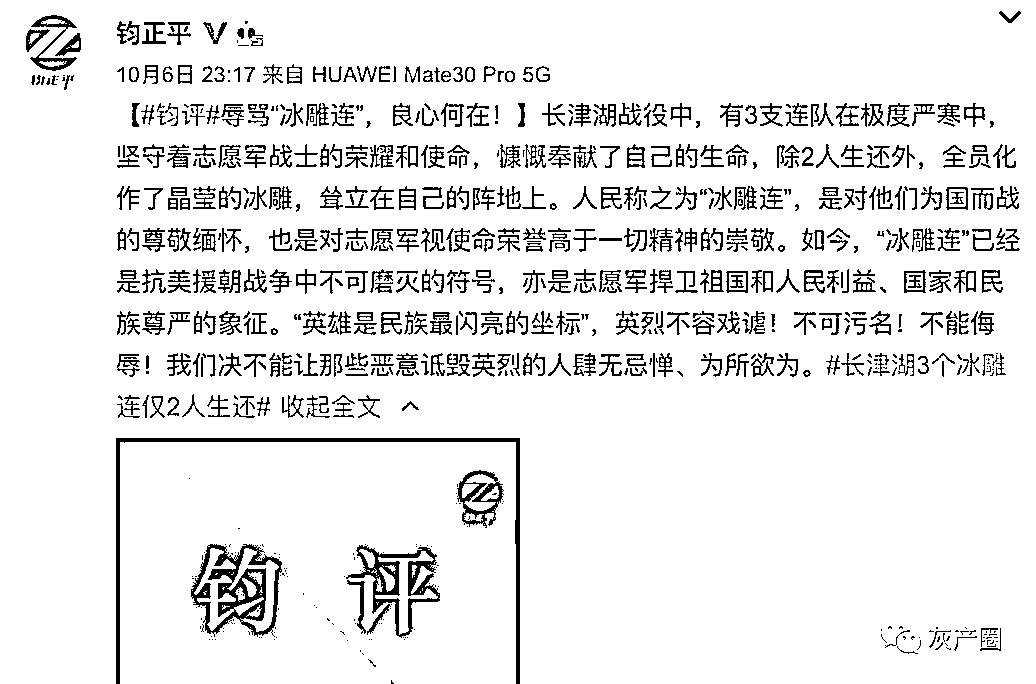 钧正平
10月6日 23:17 来自 HUAWEI Mate30 Pro 5G
【#钧评#辱骂“冰雕连”，良心何在！】长津湖战役中，有3支连队在极度严寒中，
坚守着志愿军战士的荣耀和使命，慷慨奉献了自己的生命，除2人生还外，全员化
作了晶莹的冰雕，耸立在自己的阵地上。人民称之为“冰雕连”，是对他们为国而战
的尊敬缅怀，也是对志愿军视使命荣誉高于一切精神的崇敬。如今，“冰雕连”已经
是抗美援朝战争中不可磨灭的符号，亦是志愿军捍卫祖国和人民利益、国家和民
族尊严的象征。“英雄是民族最闪亮的坐标”，英烈不容戏谑！不可污名！不能侮
辱！我们决不能让那些恶意诋毁英烈的人肆无忌惮、为所欲为。#长津湖3个冰雕
连仅2人生还# 收起全文
钧 评
灰产圈